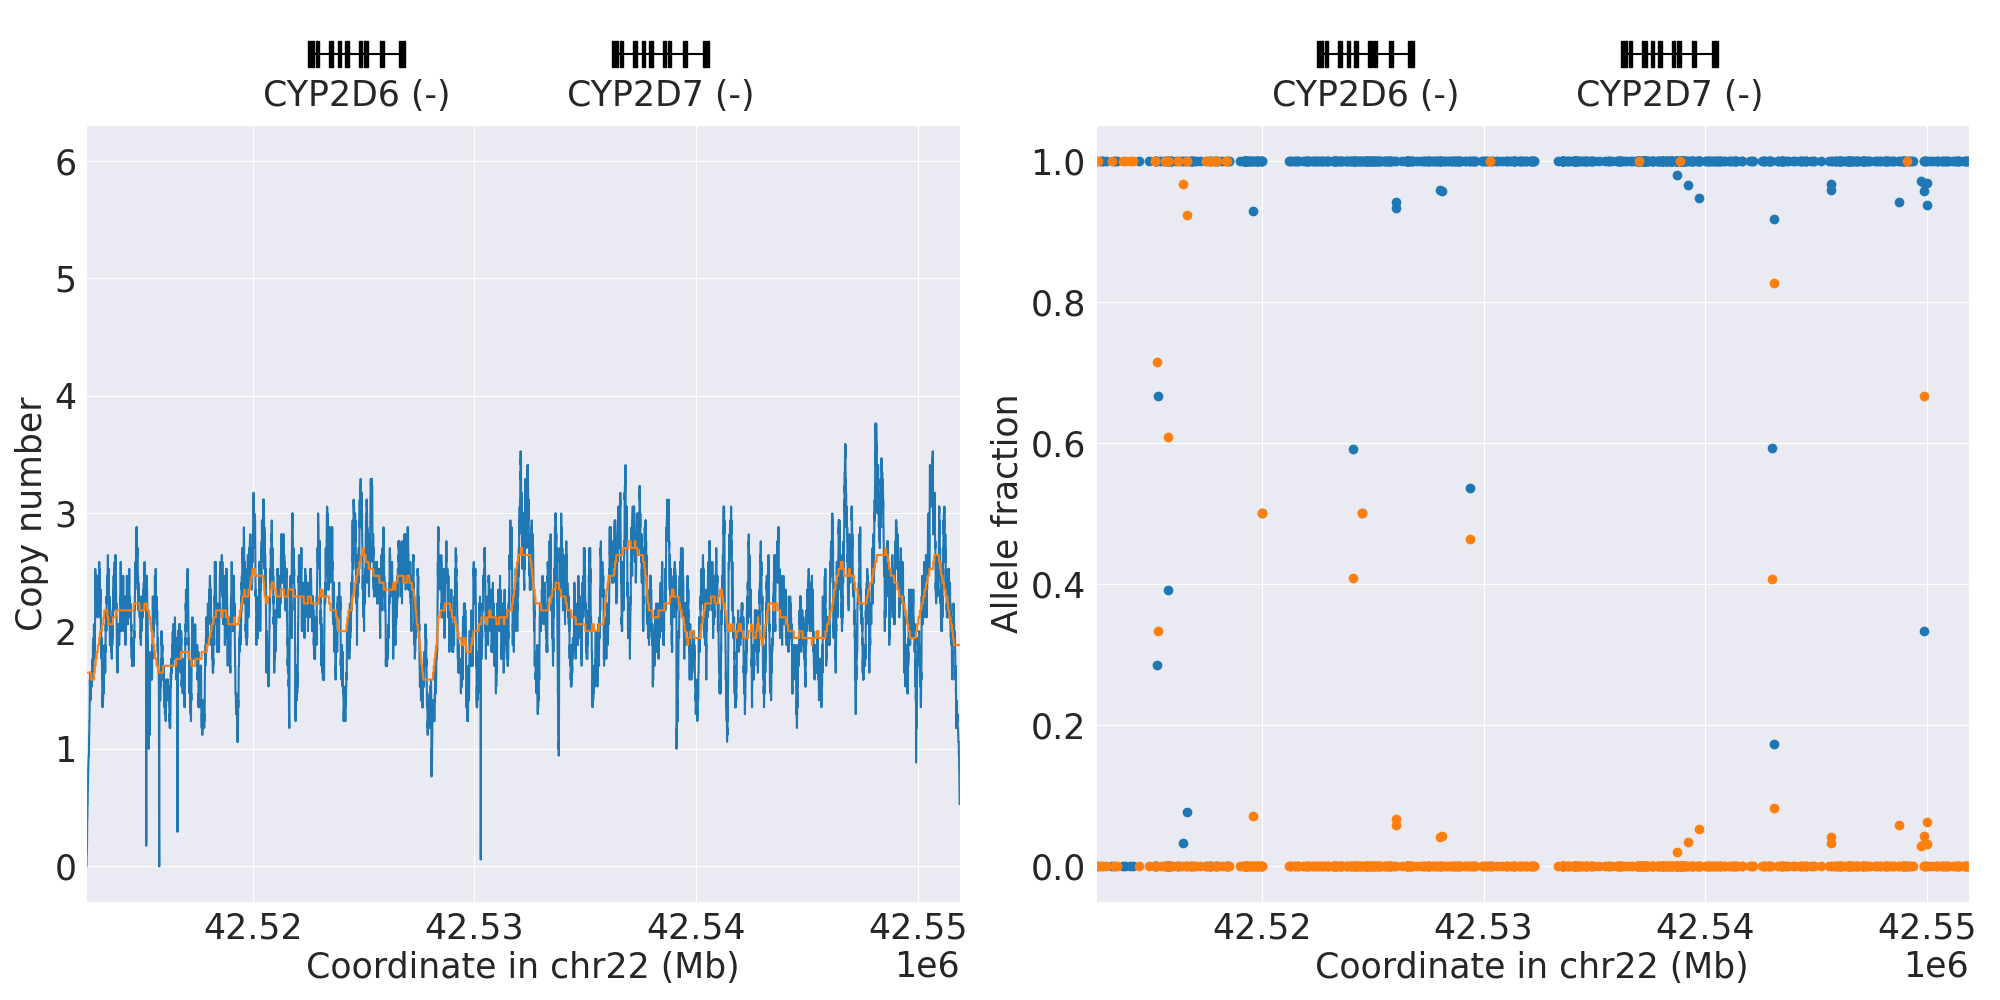 CYP2D6 (-) CYP2D7 (-)
6
5
4
3
2
1
0
Copy number
42.52 42.53 42.54 42.55
Coordinate in chr22 (Mb)
1e6
CYP2D6 (-) CYP2D7 (-)
1.0
0.8
0.6
0.4
0.2
0.0
Allele fraction
42.52 42.53 42.54 42.55
Coordinate in chr22 (Mb)
1e6